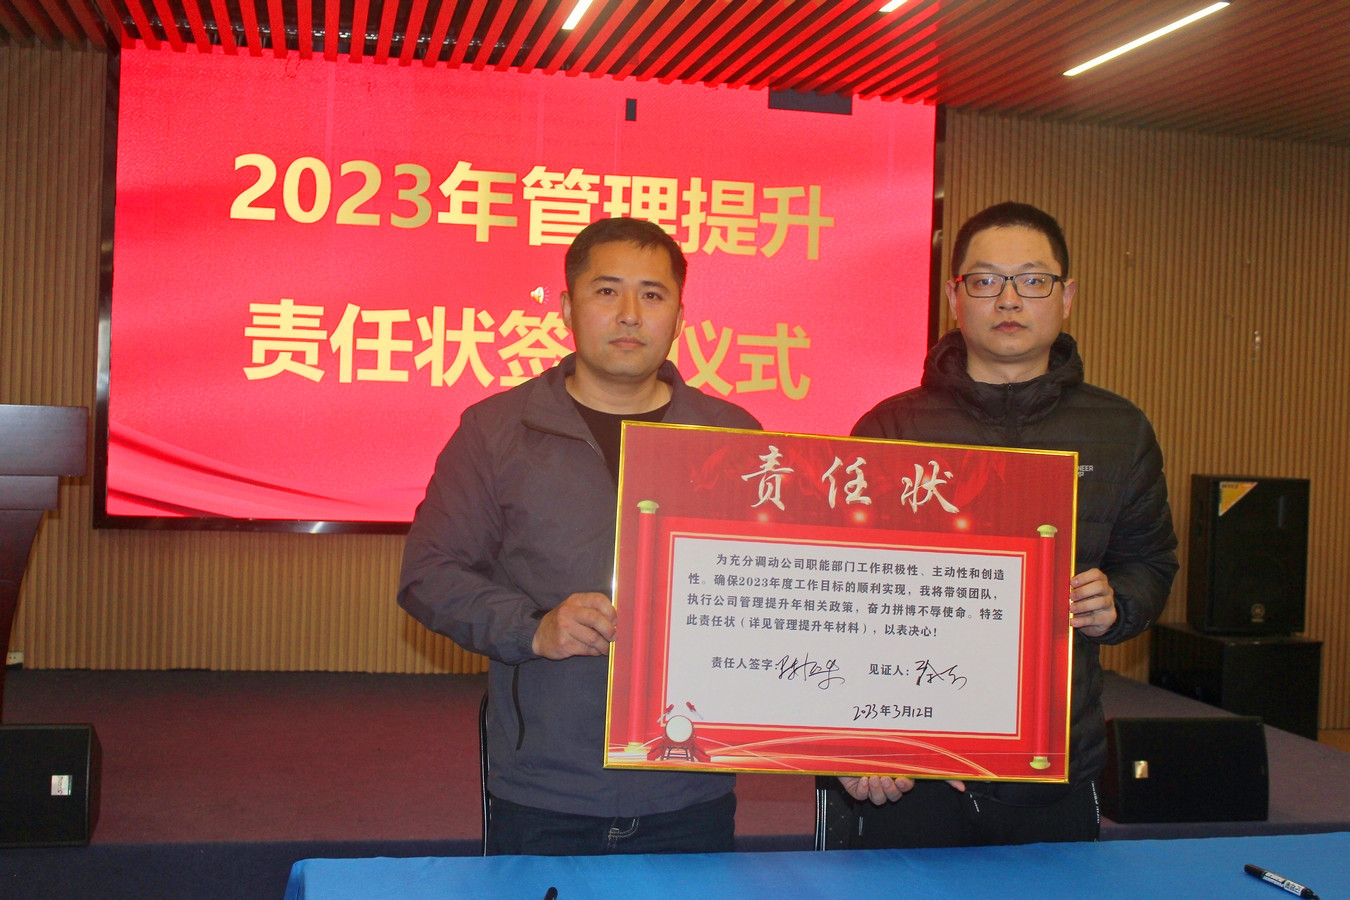 2023年管理提升
责任状签 仪式
责任状
为充分调动公司职能部门工作积极性、主动性和创造
性。确保2023年度工作目标的顺利实现，我将带领团队，
执行公司管理提升年相关政策，奋力拼搏不辱使命。特签
此责任状（详见管理提升年材料），以表决心！
责任人签字: 见证人:
2023年3月12日